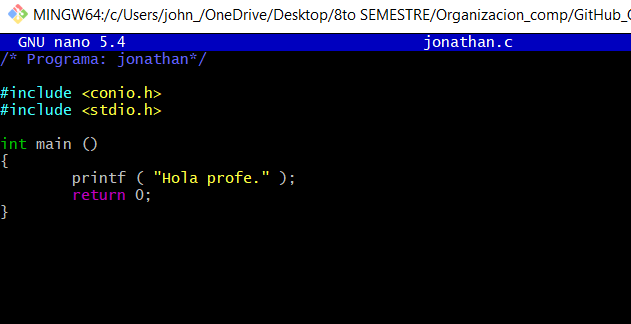 MINGW64:/c/Users/john_/OneDrive/Desktop/8to SEMESTRE/Organizacion_comp/GitHub_
GNU nano 5.4 jonathan.c
/* Programa: jonathan*/
#include <conio.h>
#include <stdio.h>
int main ()
{
printf ( "Hola profe." );
return 0;
}